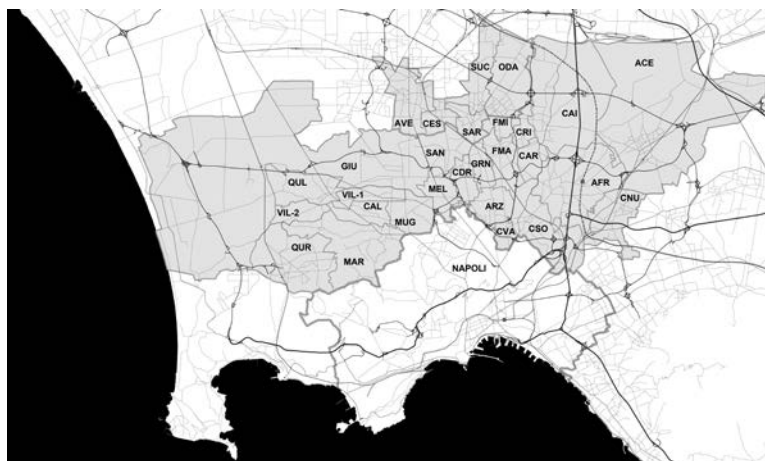 SUC ODA ACE
CAI
AVE CES FMI
SAR CRI
SAN FMA CAR
GIU GRN
CDR
QUL MEL AFR
VIL-1 CNU
CAL ARZ
VIL-2
MUG CVA CSO
QUR
MAR NAPOLI